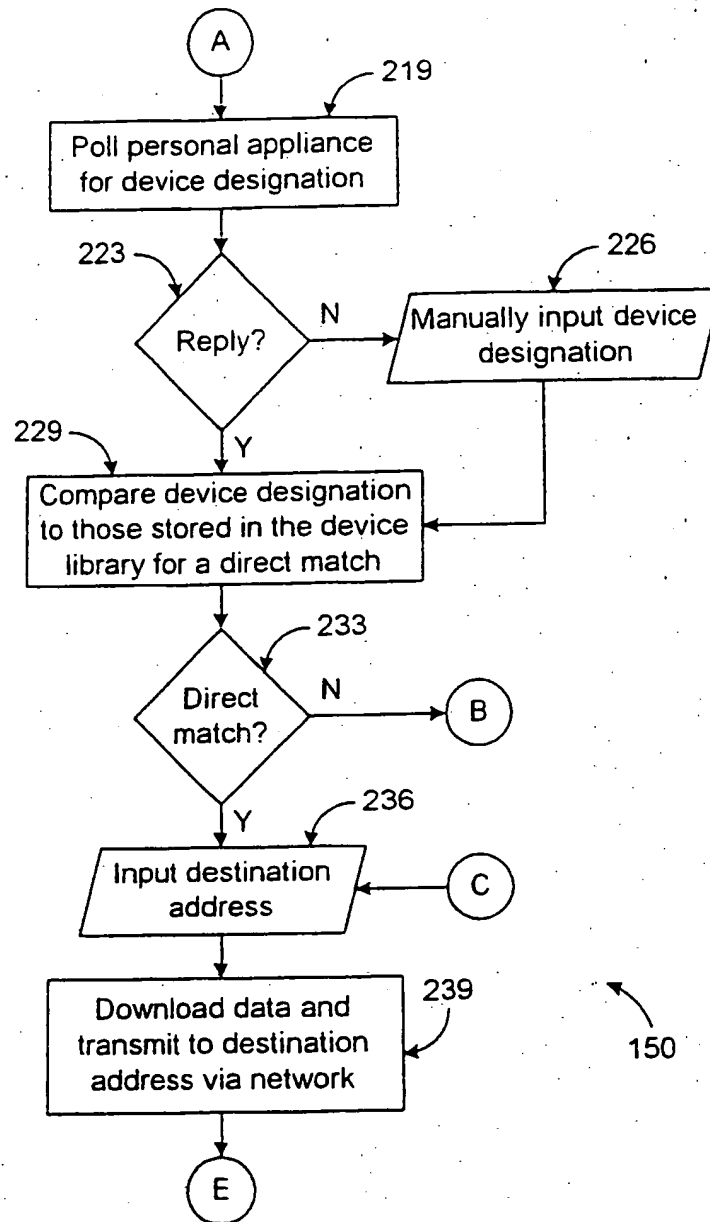 A
219
Poll personal appliance
for device designation
223
226
Reply?
N
Manually input device
designation
229
Y
Compare device designation
to those stored in the device
library for a direct match
233
Direct
match?
N
B
Y
236
Input destination
address
C
Download data and
transmit to destination
address via network
239
150
E